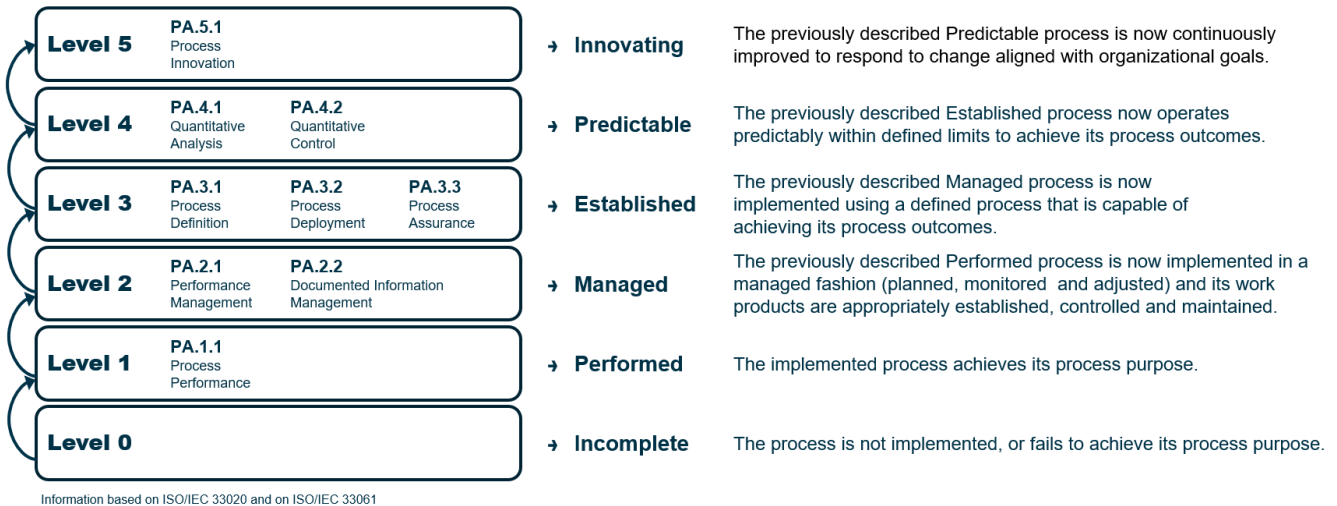 Level 5
PA.5.1
Process
Innovation
Innovating
The previously described Predictable process is now continuously
improved to respond to change aligned with organizational goals.
Level 4
PA.4.1
Quantitative
Analysis
PA.4.2
Quantitative
Control
Predictable
The previously described Established process now operates
predictably within defined limits to achieve its process outcomes.
Level 3
PA.3.1
Process
Definition
PA.3.2
Process
Deployment
PA.3.3
Process
Assurance
Established
The previously described Managed process is now
implemented using a defined process that is capable of
achieving its process outcomes.
Level 2
PA.2.1
Performance
Management
PA.2.2
Documented Information
Management
Managed
The previously described Performed process is now implemented in a
managed fashion (planned, monitored and adjusted) and its work
products are appropriately established, controlled and maintained.
Level 1
PA.1.1
Process
Performance
Performed
The implemented process achieves its process purpose.
Level 0
Incomplete
The process is not implemented, or fails to achieve its process purpose.
Information based on ISO/IEC 33020 and on ISO/IEC 33061